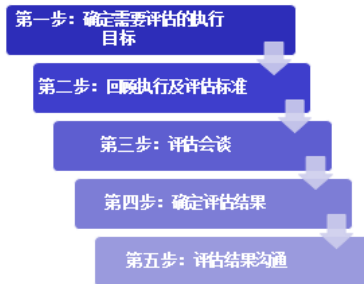 第一步：确定需要评估的执行
目标
第二步：回顾执行及评估标准
第三步：评估会谈
第四步：确定评估结果
第五步：评估结果沟通